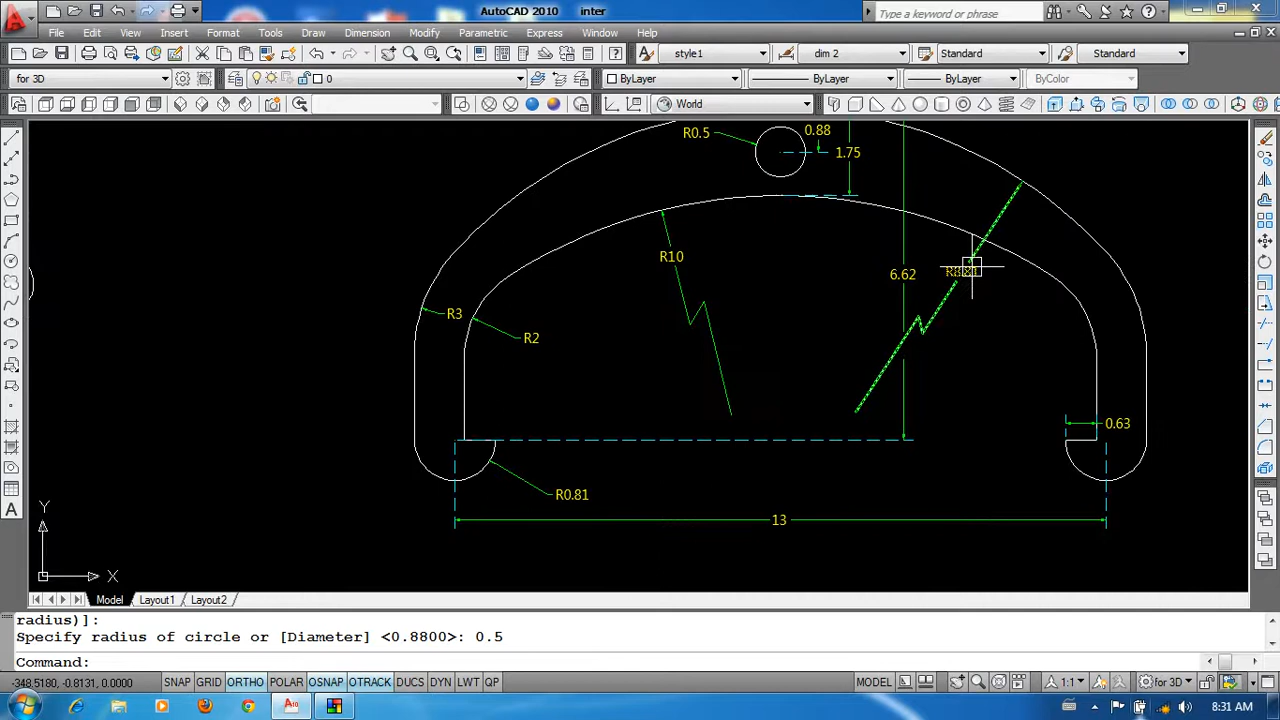 AutoCAD 2010 inter
Type a keyword or phrase
File Edit View Insert Format Tools Draw Dimension Modify Parametric Express Window Help
style1 dim 2 Standard Standard
for 3D 0 ByLayer ByLayer ByLayer ByColor
World
R0.5
0.88
1.75
R10
6.62
R3
R2
0.63
R0.81
13
Y
X
Model Layout1 Layout2
radius)]:
Specify radius of circle or [Diameter] <0.8800>: 0.5
Command:
-348.5180, -0.8131, 0.0000 SNAP GRID ORTHO POLAR OSNAP OTRACK DUCS DYN LWT QP MODEL 1:1 for 3D
8:31 AM